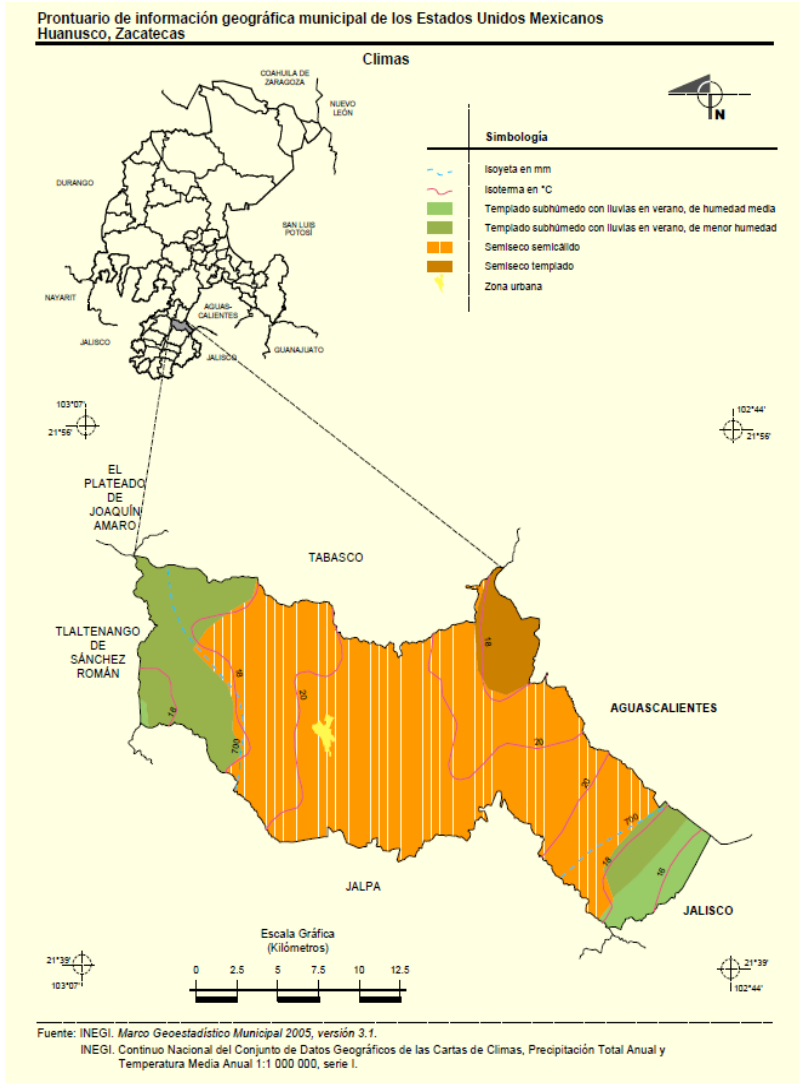 Prontuario de información geográfica municipal de los Estados Unidos Mexicanos
Huanusco, Zacatecas
Climas
COAHUILA DE
ZARAGOZA
NUEVO
LEÓN
DURANGO
SAN LUIS
POTOSÍ
NAYARIT
AGUAS-
CALIENTES
JALISCO
JALISCO
GUANAJUATO
N
Simbología
Isoyeta en mm
Isoterma en °C
Templado subhúmedo con lluvias en verano, de humedad media
Templado subhúmedo con lluvias en verano, de menor humedad
Semiseco semicálido
Semiseco templado
Zona urbana
103°07'
21°56'
102°44'
21°56'
EL
PLATEADO
DE
JOAQUÍN
AMARO
TABASCO
TLALTENANGO
DE
SÁNCHEZ
ROMÁN
AGUASCALIENTES
18
18
16
20
700
20
20
700
18
16
JALPA
JALISCO
Escala Gráfica
(Kilómetros)
0 2.5 5 7.5 10 12.5
21°39'
103°07'
21°39'
102°44'
Fuente: INEGI. Marco Geoestadístico Municipal 2005, versión 3.1.
INEGI. Continuo Nacional del Conjunto de Datos Geográficos de las Cartas de Climas, Precipitación Total Anual y
Temperatura Media Anual 1:1 000 000, serie I.